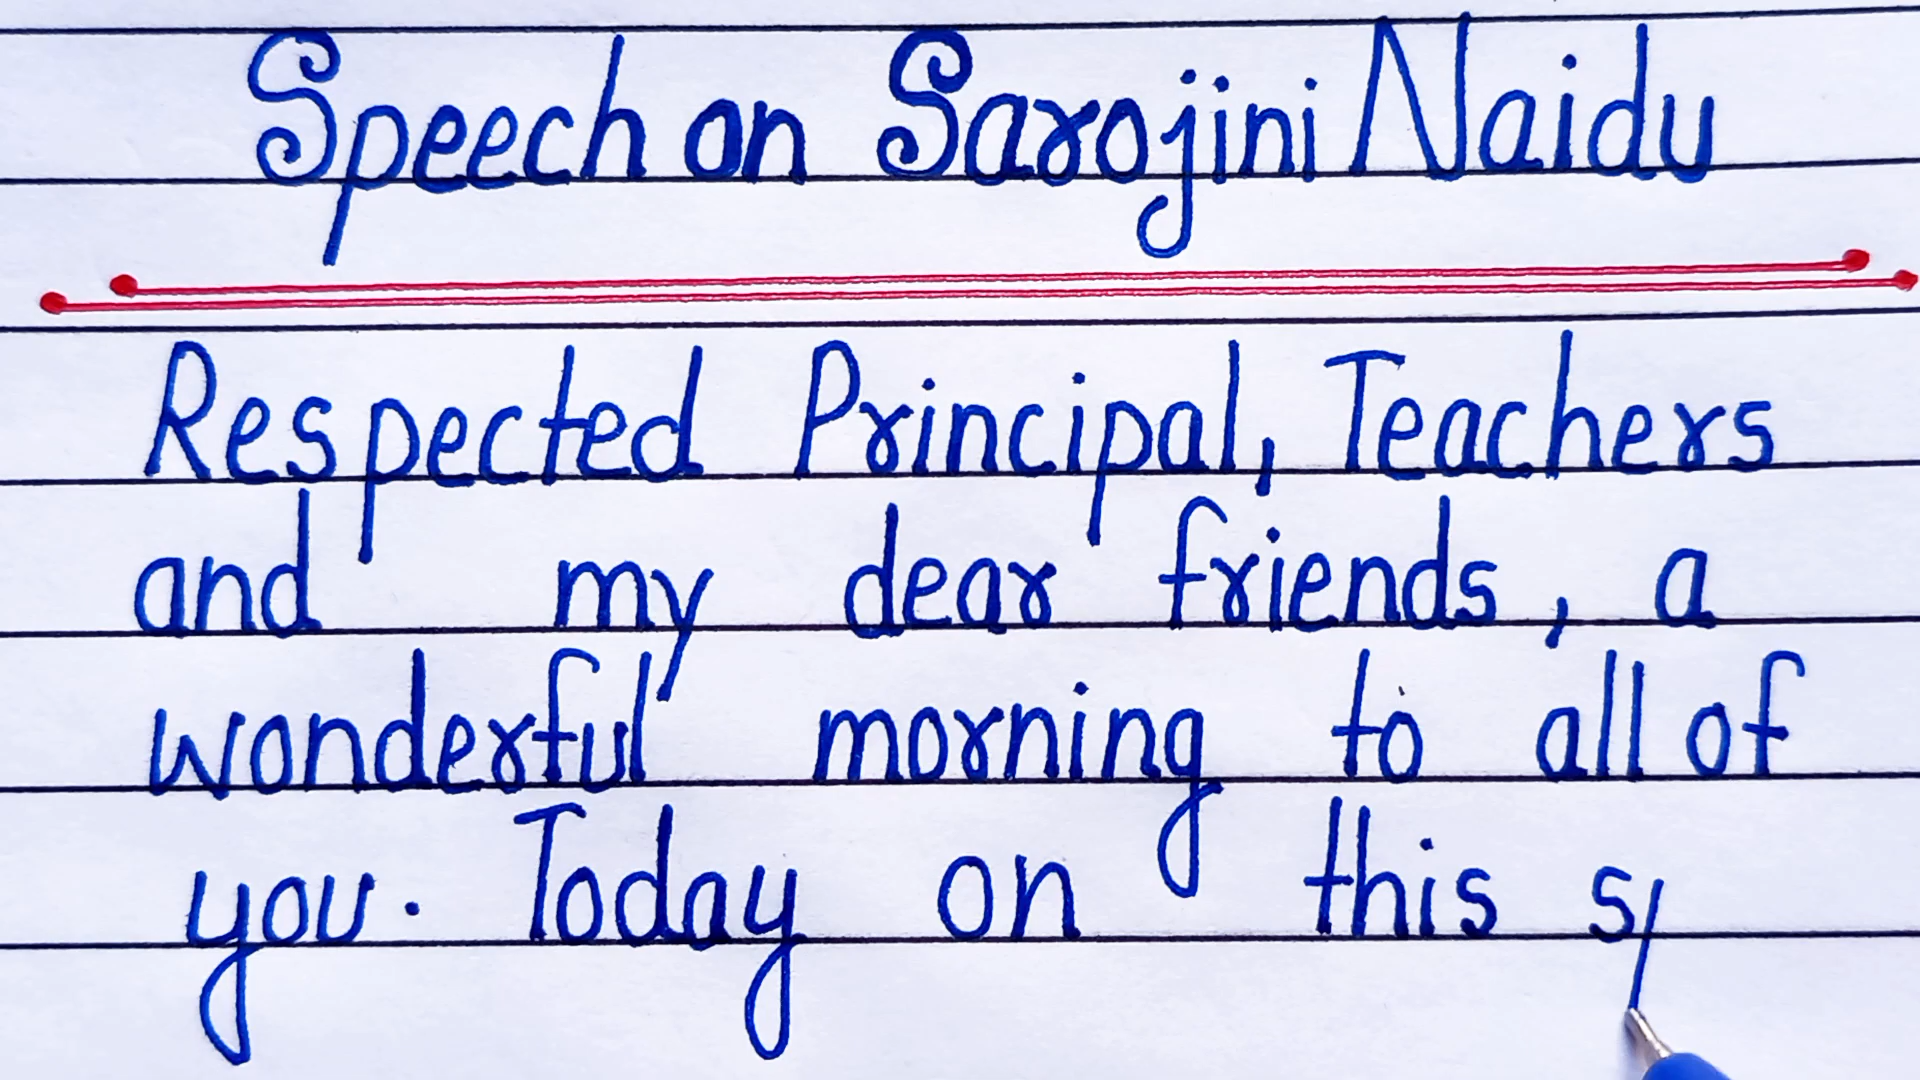 Speech on Sarojini Naidu
Respected Principal, Teachers
and my dear friends, a
wonderful morning to all of
you. Today on this